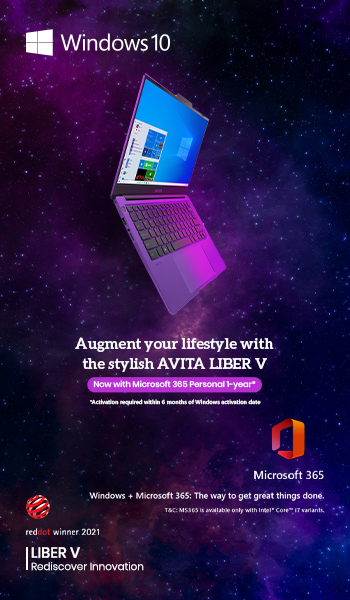 Windows 10
Augment your lifestyle with
the stylish AVITA LIBER V
Now with Microsoft 365 Personal 1-year*
*Activation required within 6 months of Windows activation date
Microsoft 365
Windows + Microsoft 365: The way to get great things done.
T&C: MS365 is available only with Intel® Core™ i7 variants.
reddot winner 2021
LIBER V
Rediscover Innovation